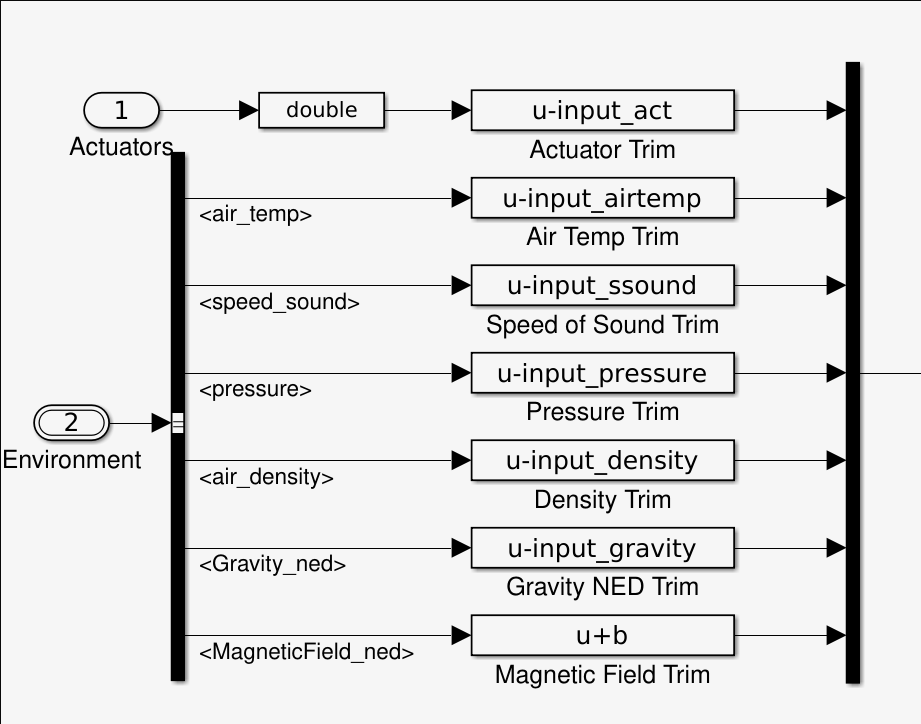 1
double
u-input_act
Actuators
Actuator Trim
u-input_airtemp
<air_temp>
Air Temp Trim
u-input_ssound
<speed_sound>
Speed of Sound Trim
u-input_pressure
<pressure>
Pressure Trim
2
Environment
u-input_density
<air_density>
Density Trim
u-input_gravity
<Gravity_ned>
Gravity NED Trim
u+b
<MagneticField_ned>
Magnetic Field Trim